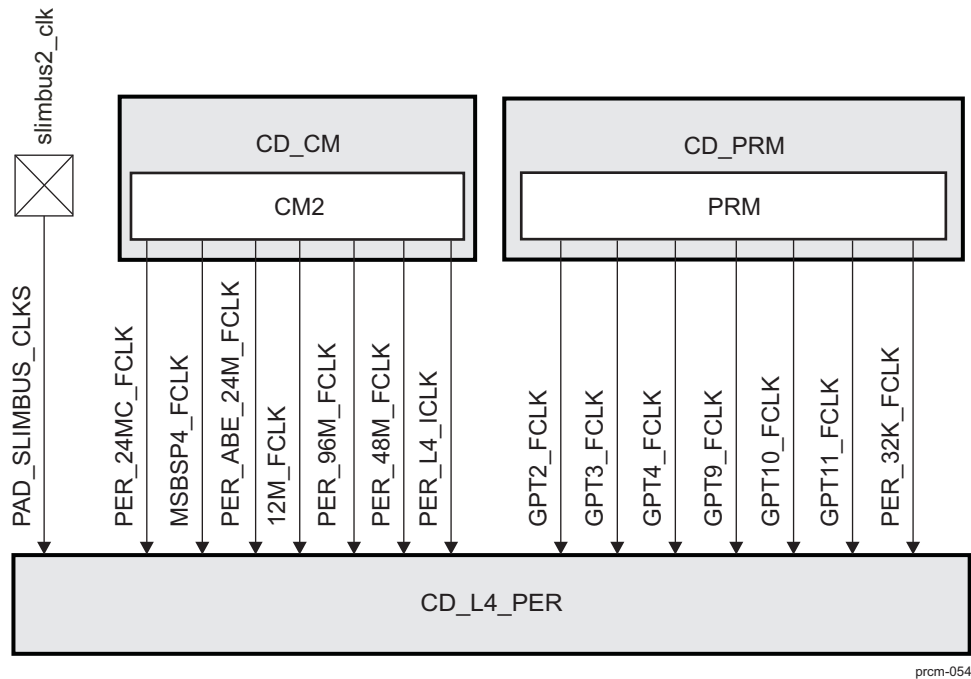 slimbus2_clk
CD_CM
CM2
CD_PRM
PRM
PAD_SLIMBUS_CLKS
PER_24MC_FCLK
MSBSP4_FCLK
PER_ABE_24M_FCLK
12M_FCLK
PER_96M_FCLK
PER_48M_FCLK
PER_L4_ICLK
GPT2_FCLK
GPT3_FCLK
GPT4_FCLK
GPT9_FCLK
GPT10_FCLK
GPT11_FCLK
PER_32K_FCLK
CD_L4_PER
prcm-054